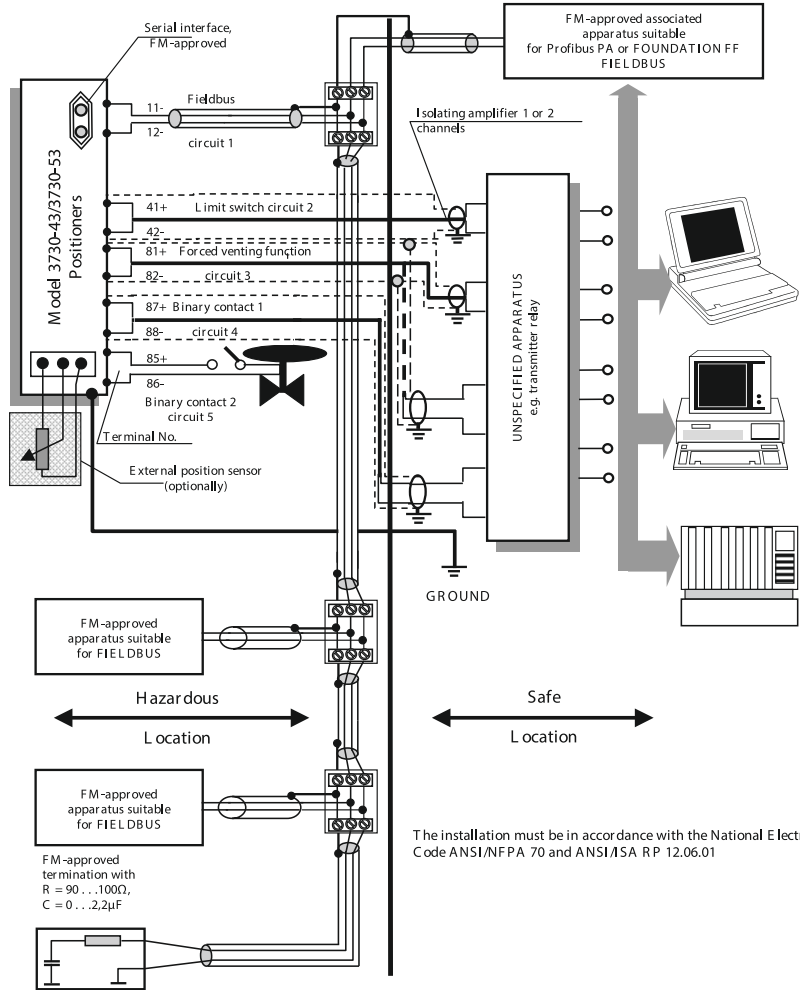 Serial interface,
FM-approved
FM-approved associated
apparatus suitable
for Profibus PA or FOUNDATION FF
FIELDBUS
Model 3730-43/3730-53
Positioners
11-
Fieldbus
12-
circuit 1
Isolating amplifier 1 or 2
channels
41+ Limit switch circuit 2
42-
81+ Forced venting function
82- circuit 3
87+ Binary contact 1
88- circuit 4
85+
86-
Binary contact 2
circuit 5
Terminal No.
External position sensor
(optionally)
UNSPECIFIED APPARATUS
e.g. transmitter relay
GROUND
FM-approved
apparatus suitable
for FIELDBUS
Hazardous
Location
Safe
Location
FM-approved
apparatus suitable
for FIELDBUS
The installation must be in accordance with the National Electri
Code ANSI/NFPA 70 and ANSI/ISA RP 12.06.01
FM-approved
termination with
R = 90 . . .100Ω,
C = 0 . . .2,2µF